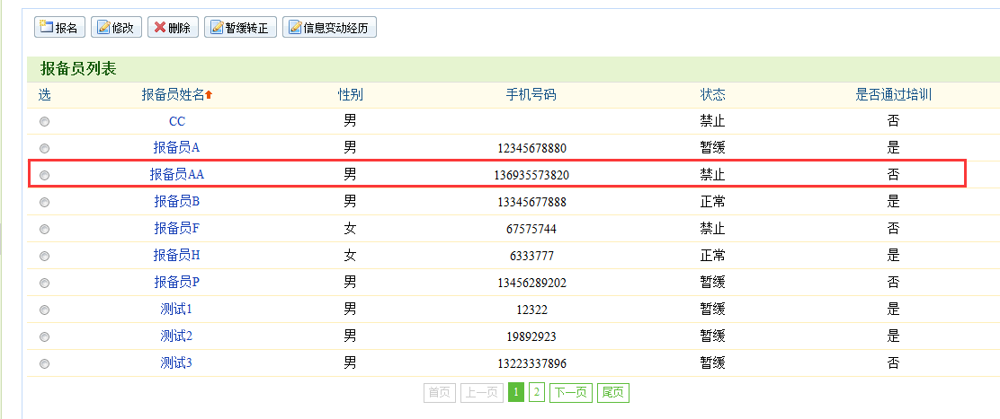 报名 修改 删除 暂缓转正 信息变动经历
报备员列表
选 报备员姓名 性别 手机号码 状态 是否通过培训
CC 男 禁止 否
报备员A 男 12345678880 暂缓 是
报备员AA 男 136935573820 禁止 否
报备员B 男 13345677888 正常 是
报备员F 女 67575744 禁止 否
报备员H 女 6333777 正常 是
报备员P 男 13456289202 暂缓 否
测试1 男 12322 暂缓 是
测试2 男 19892923 暂缓 是
测试3 男 13223337896 暂缓 否
首页 上一页 1 2 下一页 尾页